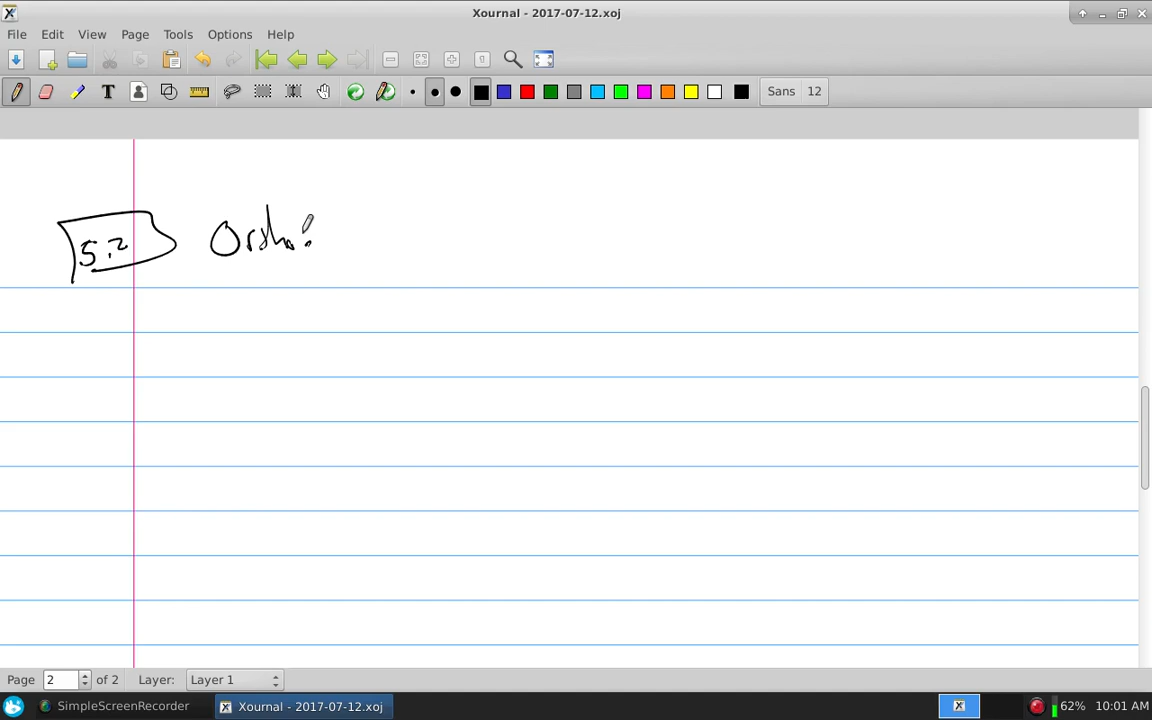 Xournal - 2017-07-12.xoj
File Edit View Page Tools Options Help
Sans 12
5.2 Ortho
Page 2 of 2 Layer: Layer 1
SimpleScreenRecorder Xournal - 2017-07-12.xoj 62% 10:01 AM